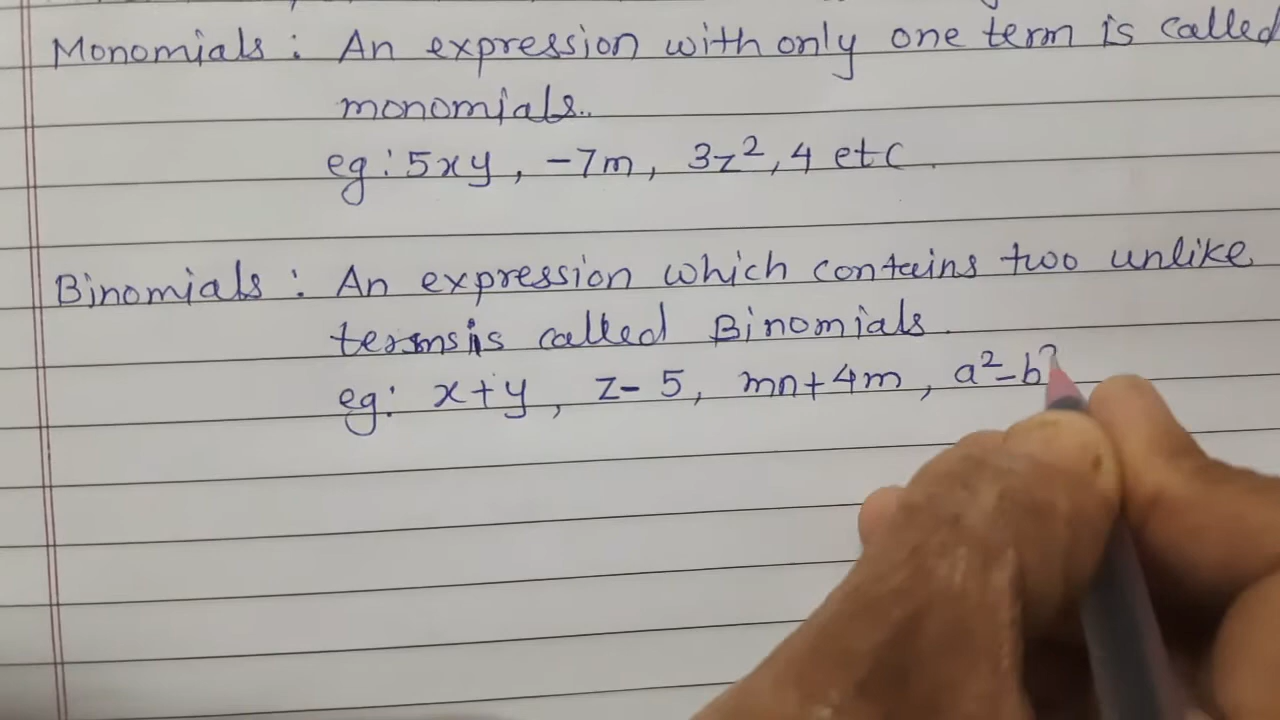 Monomials : An expression with only one term is called
monomials..
eg: 5xy, -7m, 3z², 4 etc.
Binomials : An expression which contains two unlike
terms is called Binomials.
eg: x+y, z-5, mn+4m, a²-b²